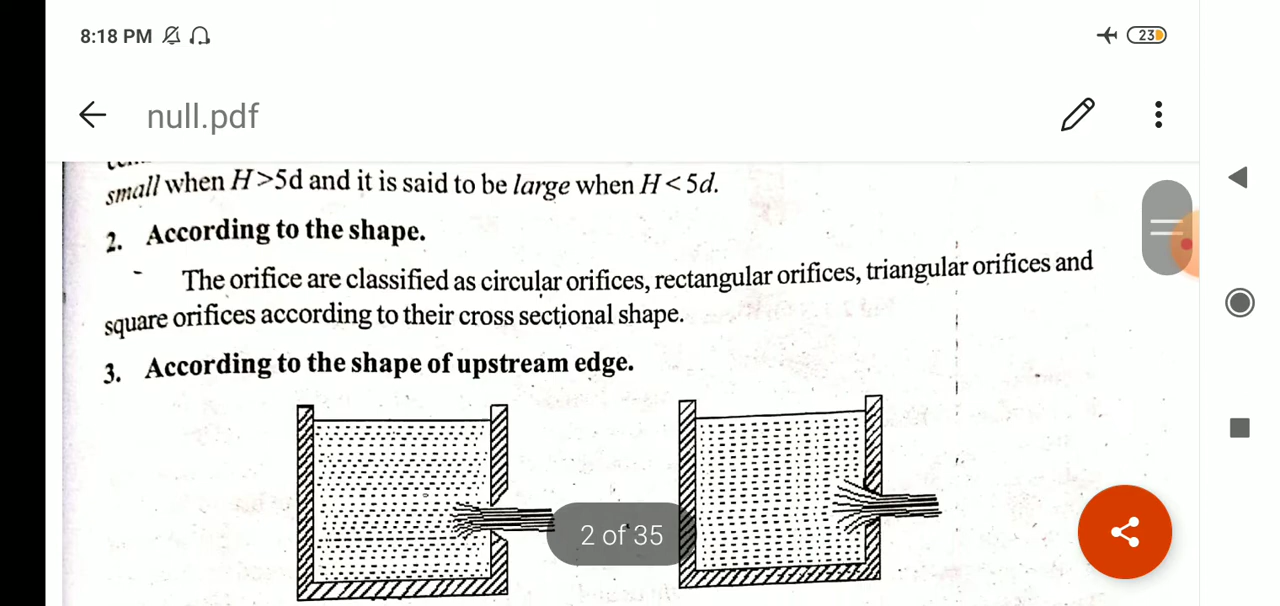 8:18 PM
23
null.pdf
small when H>5d and it is said to be large when H<5d.
2. According to the shape.
The orifice are classified as circular orifices, rectangular orifices, triangular orifices and
square orifices according to their cross sectional shape.
3. According to the shape of upstream edge.
2 of 35